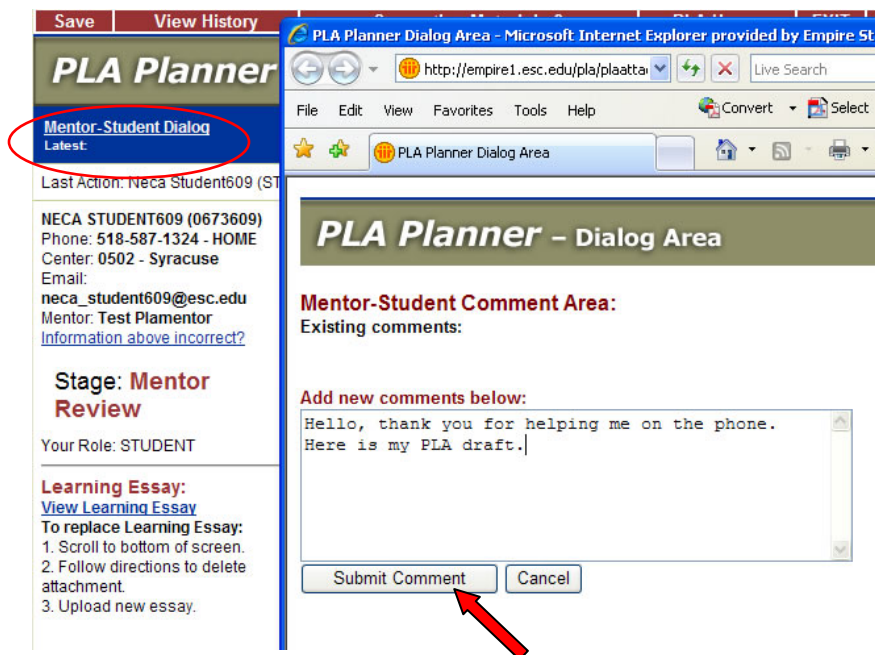 Save View History EXIT
PLA Planner
Mentor-Student Dialog
Latest:
Last Action: Neca Student609 (ST
NECA STUDENT609 (0673609)
Phone: 518-587-1324 - HOME
Center: 0502 - Syracuse
Email:
neca_student609@esc.edu
Mentor: Test Plamentor
Information above incorrect?
Stage: Mentor
Review
Your Role: STUDENT
Learning Essay:
View Learning Essay
To replace Learning Essay:
1. Scroll to bottom of screen.
2. Follow directions to delete
attachment.
3. Upload new essay.
PLA Planner Dialog Area - Microsoft Internet Explorer provided by Empire St
http://empire1.esc.edu/pla/plaatta
Live Search
File Edit View Favorites Tools Help Convert Select
PLA Planner Dialog Area
PLA Planner – Dialog Area
Mentor-Student Comment Area:
Existing comments:
Add new comments below:
Hello, thank you for helping me on the phone.
Here is my PLA draft.
Submit Comment Cancel